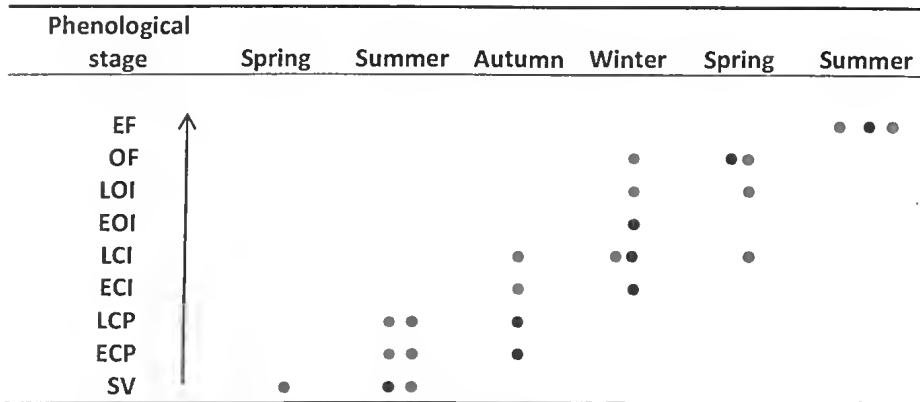 Phenological
stage Spring Summer Autumn Winter Spring Summer
EF
OF
LOI
EOI
LCI
ECI
LCP
ECP
SV